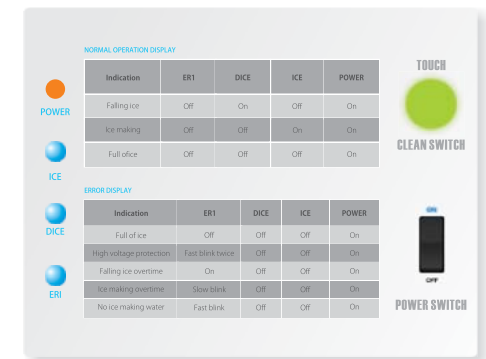 NORMAL OPERATION DISPLAY
Indication ER1 DICE ICE POWER
Falling ice Off On Off On
Ice making Off Off On On
Full ofice Off Off Off On
ERROR DISPLAY
Indication ER1 DICE ICE POWER
Full of ice Off Off Off On
High voltage protection Fast blink twice Off Off On
Falling ice overtime On Off Off On
Ice making overtime Slow blink Off Off On
No ice making water Fast blink Off Off On
POWER
ICE
DICE
ERI
TOUCH
CLEAN SWITCH
ON
OFF
POWER SWITCH